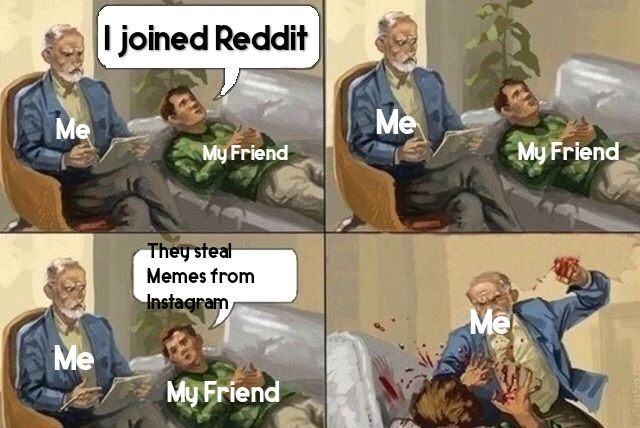 I joined Reddit
Me
My Friend
Me
My Friend
They steal
Memes from
Instagram
Me
My Friend
Me